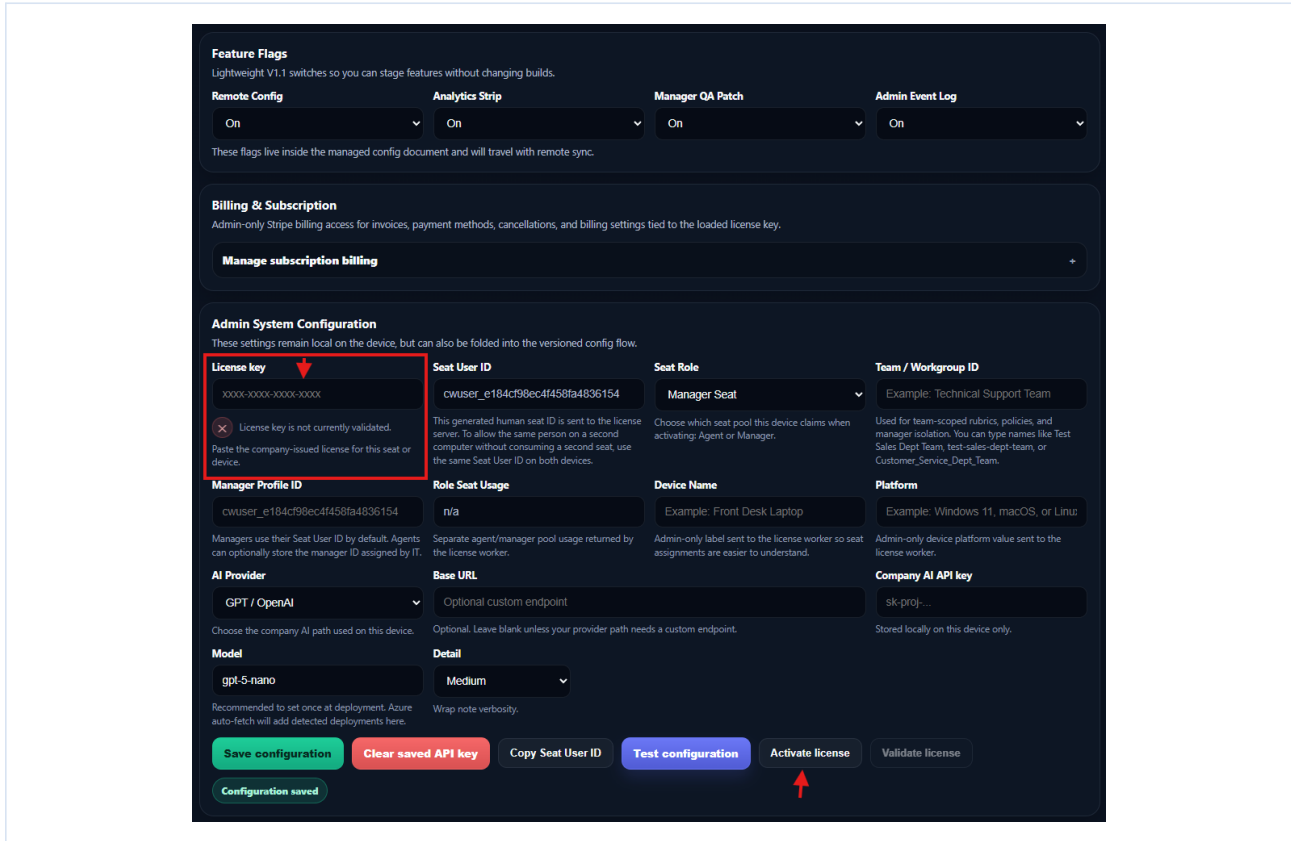 Feature Flags
Lightweight V1.1 switches so you can stage features without changing builds.
Remote Config
On
Analytics Strip
On
Manager QA Patch
On
Admin Event Log
On
These flags live inside the managed config document and will travel with remote sync.
Billing & Subscription
Admin-only Stripe billing access for invoices, payment methods, cancellations, and billing settings tied to the loaded license key.
Manage subscription billing
+
Admin System Configuration
These settings remain local on the device, but can also be folded into the versioned config flow.
License key
xxxx-xxxx-xxxx-xxxx
License key is not currently validated.
Paste the company-issued license for this seat or
device.
Seat User ID
cwuser_e184cf98ec4f458fa4836154
This generated human seat ID is sent to the license
server. To allow the same person on a second
computer without consuming a second seat, use
the same Seat User ID on both devices.
Seat Role
Manager Seat
Choose which seat pool this device claims when
activating: Agent or Manager.
Team / Workgroup ID
Example: Technical Support Team
Used for team-scoped rubrics, policies, and
manager isolation. You can type names like Test
Sales Dept Team, test-sales-dept-team, or
Customer_Service_Dept_Team.
Manager Profile ID
cwuser_e184cf98ec4f458fa4836154
Managers use their Seat User ID by default. Agents
can optionally store the manager ID assigned by IT.
Role Seat Usage
n/a
Separate agent/manager pool usage returned by
the license worker.
Device Name
Example: Front Desk Laptop
Admin-only label sent to the license worker so seat
assignments are easier to understand.
Platform
Example: Windows 11, macOS, or Linux
Admin-only device platform value sent to the
license worker.
AI Provider
GPT / OpenAI
Choose the company AI path used on this device.
Base URL
Optional custom endpoint
Optional. Leave blank unless your provider path needs a custom endpoint.
Company AI API key
sk-proj-...
Stored locally on this device only.
Model
gpt-5-nano
Recommended to set once at deployment. Azure
auto-fetch will add detected deployments here.
Detail
Medium
Wrap note verbosity.
Save configuration
Clear saved API key
Copy Seat User ID
Test configuration
Activate license
Validate license
Configuration saved